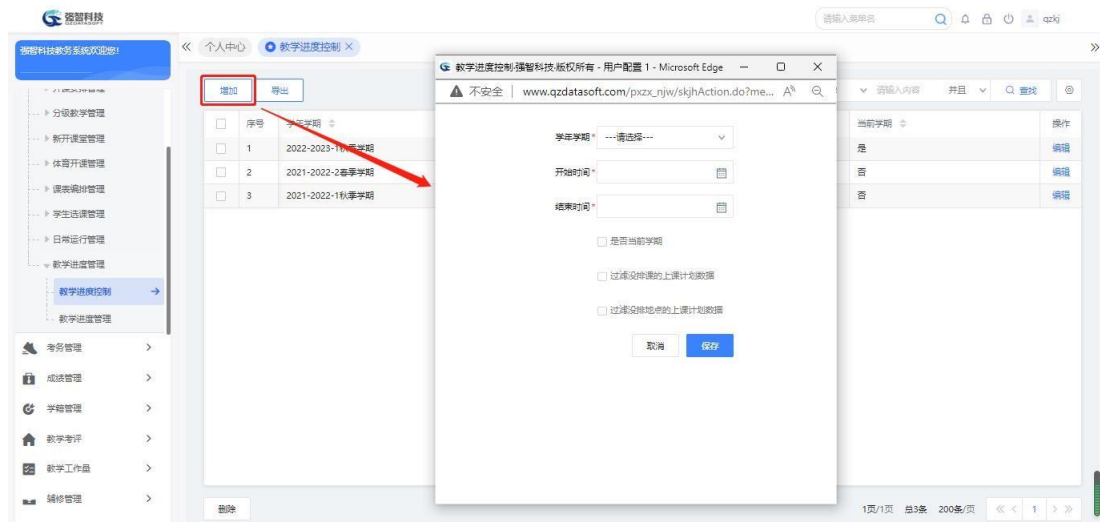 强智科技
QZDATASOFT
请输入菜单名
qzkj
强智科技教务系统欢迎您!
个人中心
教学进度控制
分级教学管理
新开课堂管理
体育开课管理
课表编排管理
学生选课管理
日常运行管理
教学进度管理
教学进度控制
教学进度管理
考务管理
成绩管理
学籍管理
教学考评
教学工作量
辅修管理
增加 导出
请输入内容 并且 查找
序号 学年学期 当前学期 操作
1 2022-2023-1秋季学期 是 编辑
2 2021-2022-2春季学期 否 编辑
3 2021-2022-1秋季学期 否 编辑
教学进度控制-强智科技-版权所有 - 用户配置 1 - Microsoft Edge
不安全 www.qzdatasoft.com/pxzx_njw/skjhAction.do?me...
学年学期* ---请选择---
开始时间*
结束时间*
是否当前学期
过滤没排课的上课计划数据
过滤没排地点的上课计划数据
取消 保存
删除
1页/1页 总3条 200条/页 1